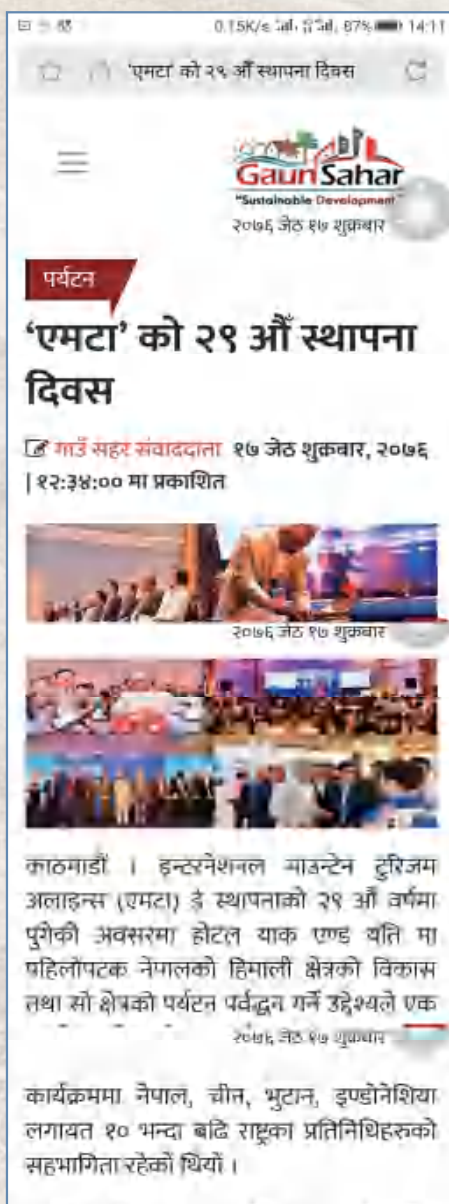 0.15K/s 87% 14:11
'एमटा' को २९ औँ स्थापना दिवस
GaunSahar
"Sustainable Development"
२०७६ जेठ १७ शुक्रबार
पर्यटन
‘एमटा’ को २९ औँ स्थापना
दिवस
गाउँ सहर संवाददाता १७ जेठ शुक्रबार, २०७६
| १२:३४:०० मा प्रकाशित
२०७६ जेठ १७ शुक्रबार
काठमाडौं । इन्टरनेशनल माउन्टेन टुरिजम
अलाइन्स (एमटा) ले स्थापनाको २९ औं वर्षमा
पुगेको अवसरमा होटल याक एण्ड यति मा
पहिलोपटक नेपालको हिमाली क्षेत्रको विकास
तथा सो क्षेत्रको पर्यटन पर्वद्धन गर्ने उद्देश्यले एक
२०७६ जेठ १७ शुक्रबार
कार्यक्रममा नेपाल, चीन, भुटान, इण्डोनेशिया
लगायत १० भन्दा बढि राष्ट्रका प्रतिनिधिहरुको
सहभागिता रहेको थियो ।